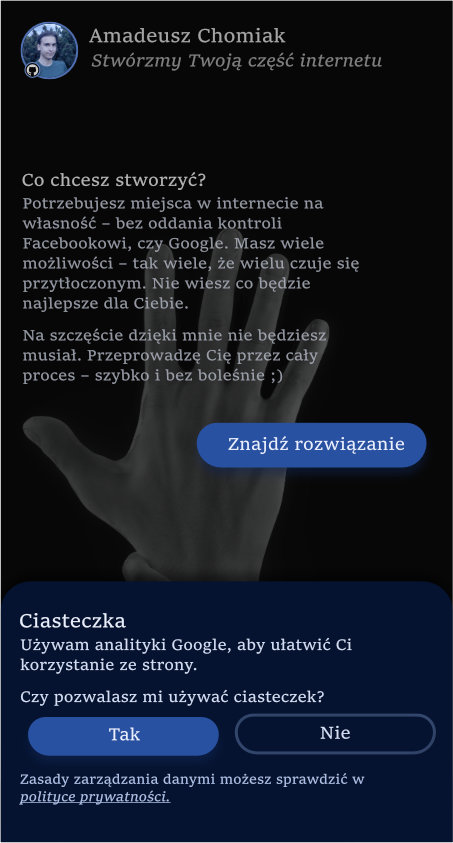 Amadeusz Chomiak
Stwórzmy Twoją część internetu
Co chcesz stworzyć?
Potrzebujesz miejsca w internecie na
własność – bez oddania kontroli
Facebookowi, czy Google. Masz wiele
możliwości – tak wiele, że wielu czuje się
przytłoczonym. Nie wiesz co będzie
najlepsze dla Ciebie.
Na szczęście dzięki mnie nie będziesz
musiał. Przeprowadzę Cię przez cały
proces – szybko i bez boleśnie ;)
Znajdź rozwiązanie
Ciasteczka
Używam analityki Google, aby ułatwić Ci
korzystanie ze strony.
Czy pozwalasz mi używać ciasteczek?
Tak
Nie
Zasady zarządzania danymi możesz sprawdzić w
polityce prywatności.